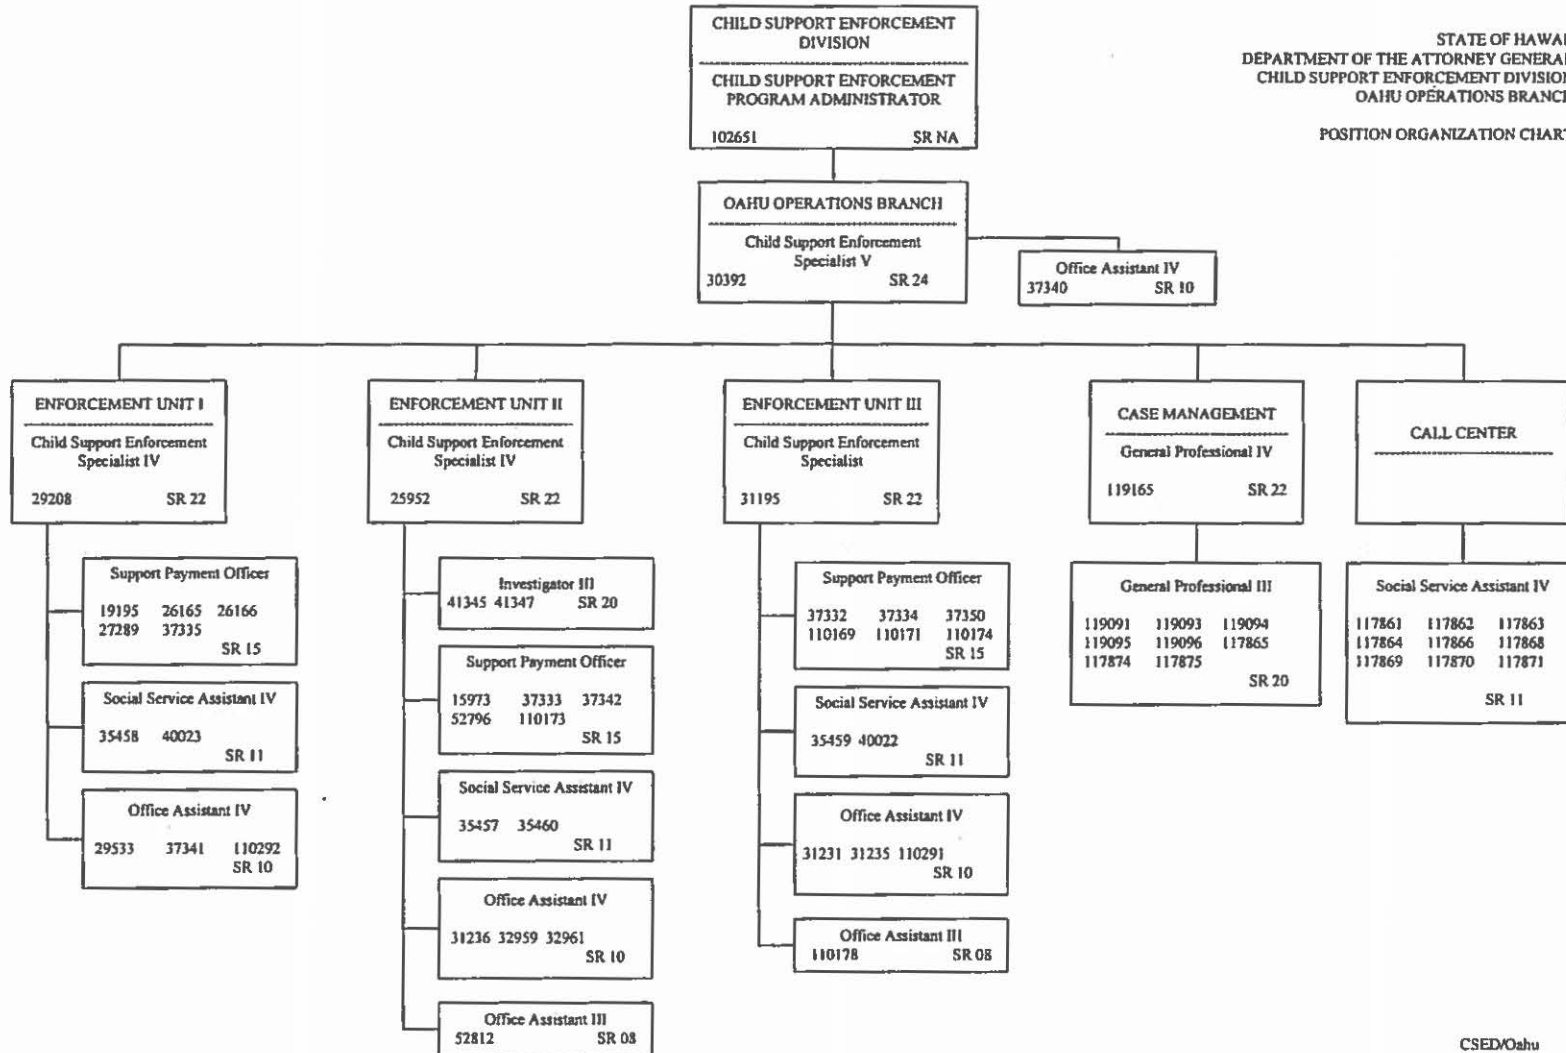 CHILD SUPPORT ENFORCEMENT
DIVISION
CHILD SUPPORT ENFORCEMENT
PROGRAM ADMINISTRATOR
102651 SR NA
STATE OF HAWAI
DEPARTMENT OF THE ATTORNEY GENERAL
CHILD SUPPORT ENFORCEMENT DIVISION
OAHU OPERATIONS BRANCH
POSITION ORGANIZATION CHART
OAHU OPERATIONS BRANCH
Child Support Enforcement
Specialist V
30392 SR 24
Office Assistant IV
37340 SR 10
ENFORCEMENT UNIT I
Child Support Enforcement
Specialist IV
29208 SR 22
Support Payment Officer
19195 26165 26166
27289 37335
SR 15
Social Service Assistant IV
35458 40023
SR 11
Office Assistant IV
29533 37341 110292
SR 10
ENFORCEMENT UNIT II
Child Support Enforcement
Specialist IV
25952 SR 22
Investigator III
41345 41347 SR 20
Support Payment Officer
15973 37333 37342
52796 110173
SR 15
Social Service Assistant IV
35457 35460
SR 11
Office Assistant IV
31236 32959 32961
SR 10
Office Assistant III
52812 SR 08
ENFORCEMENT UNIT III
Child Support Enforcement
Specialist
31195 SR 22
Support Payment Officer
37332 37334 37350
110169 110171 110174
SR 15
Social Service Assistant IV
35459 40022
SR 11
Office Assistant IV
31231 31235 110291
SR 10
Office Assistant III
110178 SR 08
CASE MANAGEMENT
General Professional IV
119165 SR 22
General Professional III
119091 119093 119094
119095 119096 117865
117874 117875
SR 20
CALL CENTER
Social Service Assistant IV
117861 117862 117863
117864 117866 117868
117869 117870 117871
SR 11
CSED/Oahu